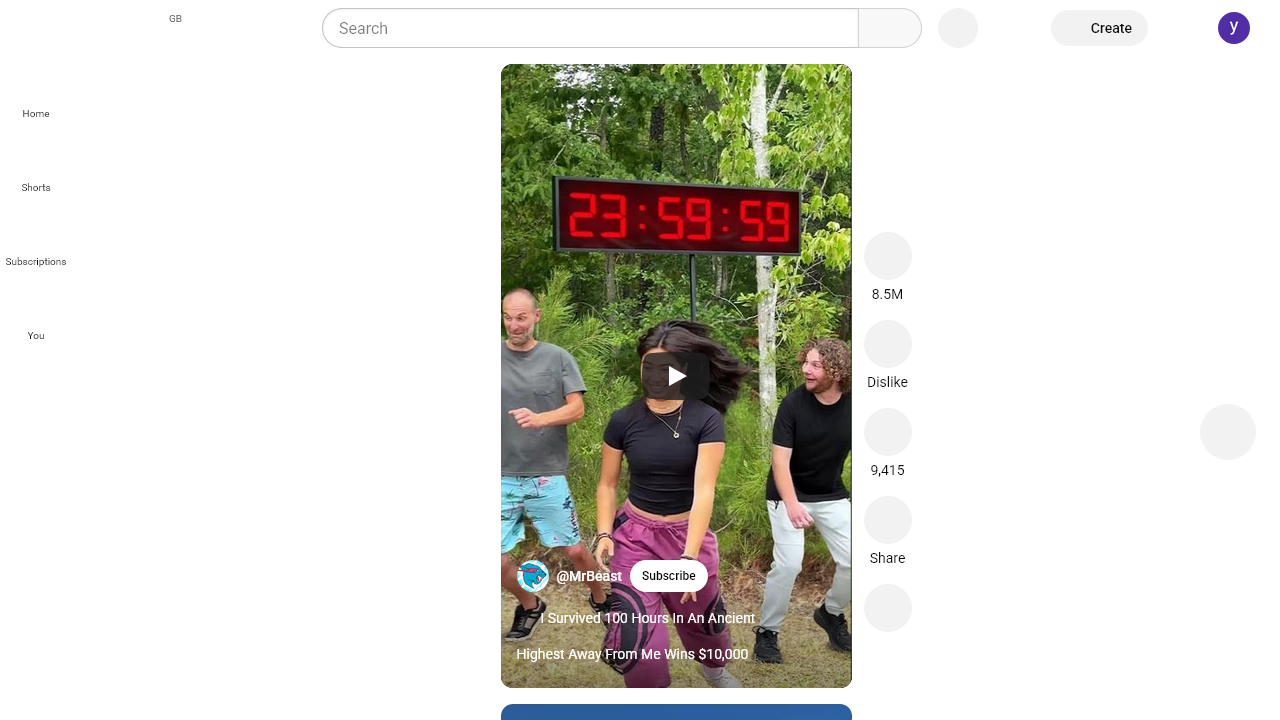 GB
Search
Create
y
Home
Shorts
Subscriptions
You
23:59:59
8.5M
Dislike
9,415
Share
@MrBeast
Subscribe
I Survived 100 Hours In An Ancient
Highest Away From Me Wins $10,000